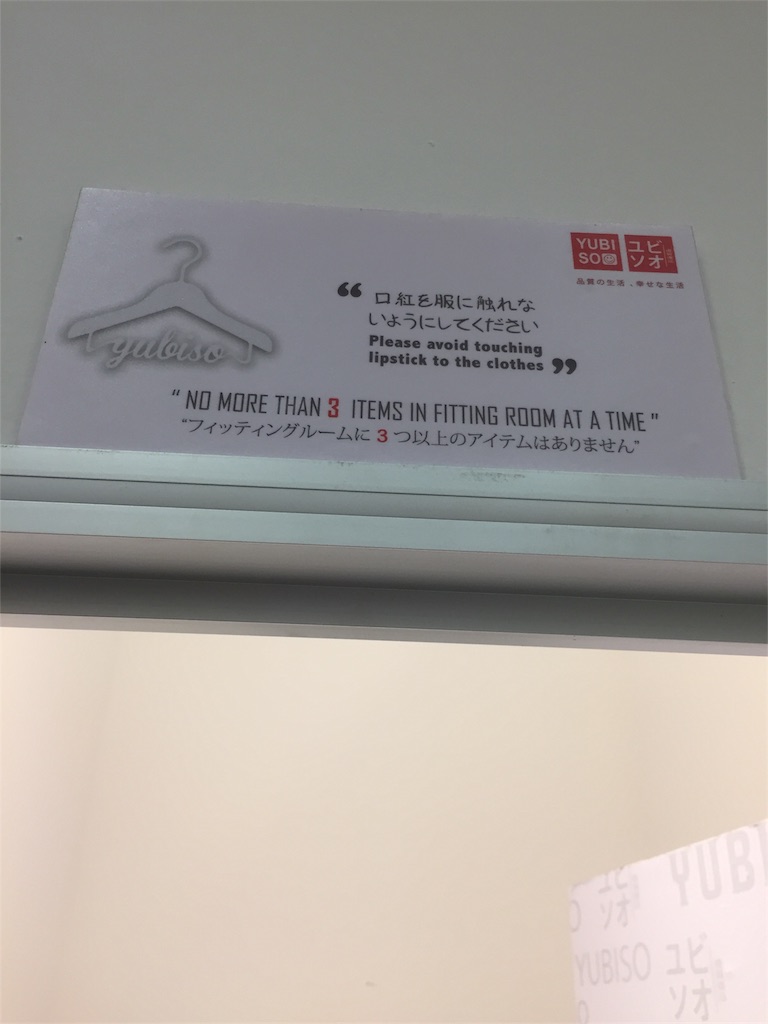 YUBI
SO
ユビ
ソオ
品質の生活、幸せな生活
yubiso
“ 口紅を服に触れな
いようにしてください
Please avoid touching
lipstick to the clothes ”
“ NO MORE THAN 3 ITEMS IN FITTING ROOM AT A TIME ”
“フィッティングルームに 3 つ以上のアイテムはありません”
YUBI
ソオ
YUBISO ユビ
ソオ